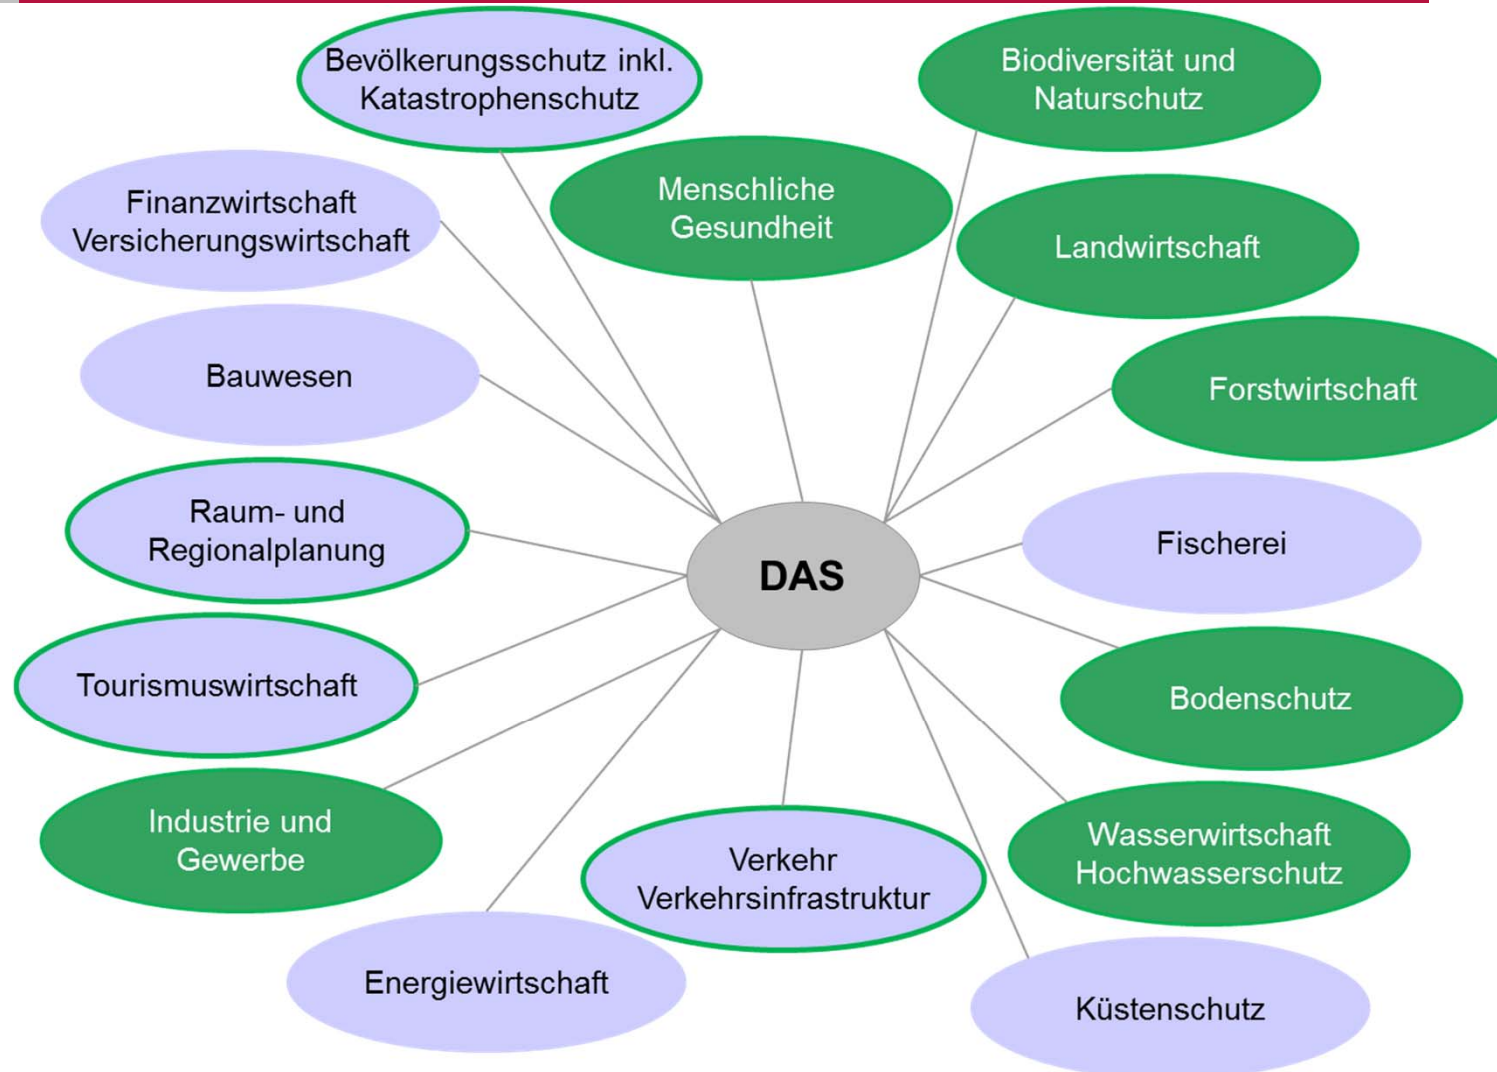 Bevölkerungsschutz inkl.
Katastrophenschutz
Biodiversität und
Naturschutz
Menschliche
Gesundheit
Finanzwirtschaft
Versicherungswirtschaft
Landwirtschaft
Bauwesen
Forstwirtschaft
Raum- und
Regionalplanung
Fischerei
DAS
Tourismuswirtschaft
Bodenschutz
Industrie und
Gewerbe
Verkehr
Verkehrsinfrastruktur
Wasserwirtschaft
Hochwasserschutz
Energiewirtschaft
Küstenschutz